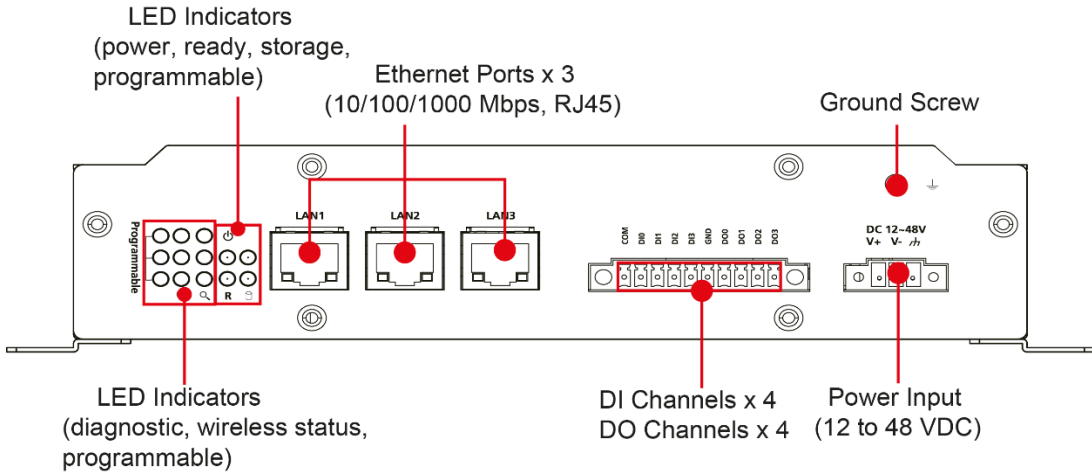 LED Indicators
(power, ready, storage,
programmable)
Ethernet Ports x 3
(10/100/1000 Mbps, RJ45)
Ground Screw
Programmable
R
LAN1
LAN2
LAN3
COM
DI0
DI1
DI2
DI3
GND
DO0
DO1
DO2
DO3
DC 12~48V
V+ V-
LED Indicators
(diagnostic, wireless status,
programmable)
DI Channels x 4
DO Channels x 4
Power Input
(12 to 48 VDC)